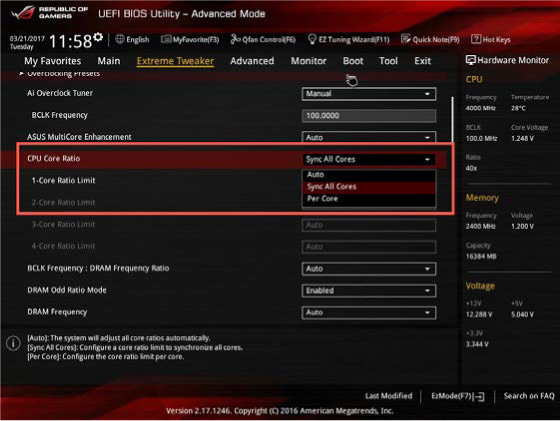 REPUBLIC OF GAMERS
UEFI BIOS Utility – Advanced Mode
03/21/2017 Tuesday 11:58 English MyFavorite(F3) Qfan Control(F6) EZ Tuning Wizard(F11) Quick Note(F9) ? Hot Keys
My Favorites Main Extreme Tweaker Advanced Monitor Boot Tool Exit Hardware Monitor
Overclocking Presets
Ai Overclock Tuner Manual
BCLK Frequency 100.0000
ASUS MultiCore Enhancement Auto
CPU Core Ratio Sync All Cores
Auto
Sync All Cores
Per Core
1-Core Ratio Limit
2-Core Ratio Limit
3-Core Ratio Limit Auto
4-Core Ratio Limit Auto
BCLK Frequency : DRAM Frequency Ratio Auto
DRAM Odd Ratio Mode Enabled
DRAM Frequency Auto
CPU
Frequency Temperature
4000 MHz 28°C
BCLK Core Voltage
100.0 MHz 1.248 V
Ratio
40x
Memory
Frequency Voltage
2400 MHz 1.200 V
Capacity
16384 MB
Voltage
+12V +5V
12.288 V 5.040 V
+3.3V
3.344 V
[Auto]: The system will adjust all core ratios automatically.
[Sync All Cores]: Configure a core ratio limit to synchronize all cores.
[Per Core]: Configure the core ratio limit per core.
Last Modified EzMode(F7) Search on FAQ
Version 2.17.1246. Copyright (C) 2016 American Megatrends, Inc.